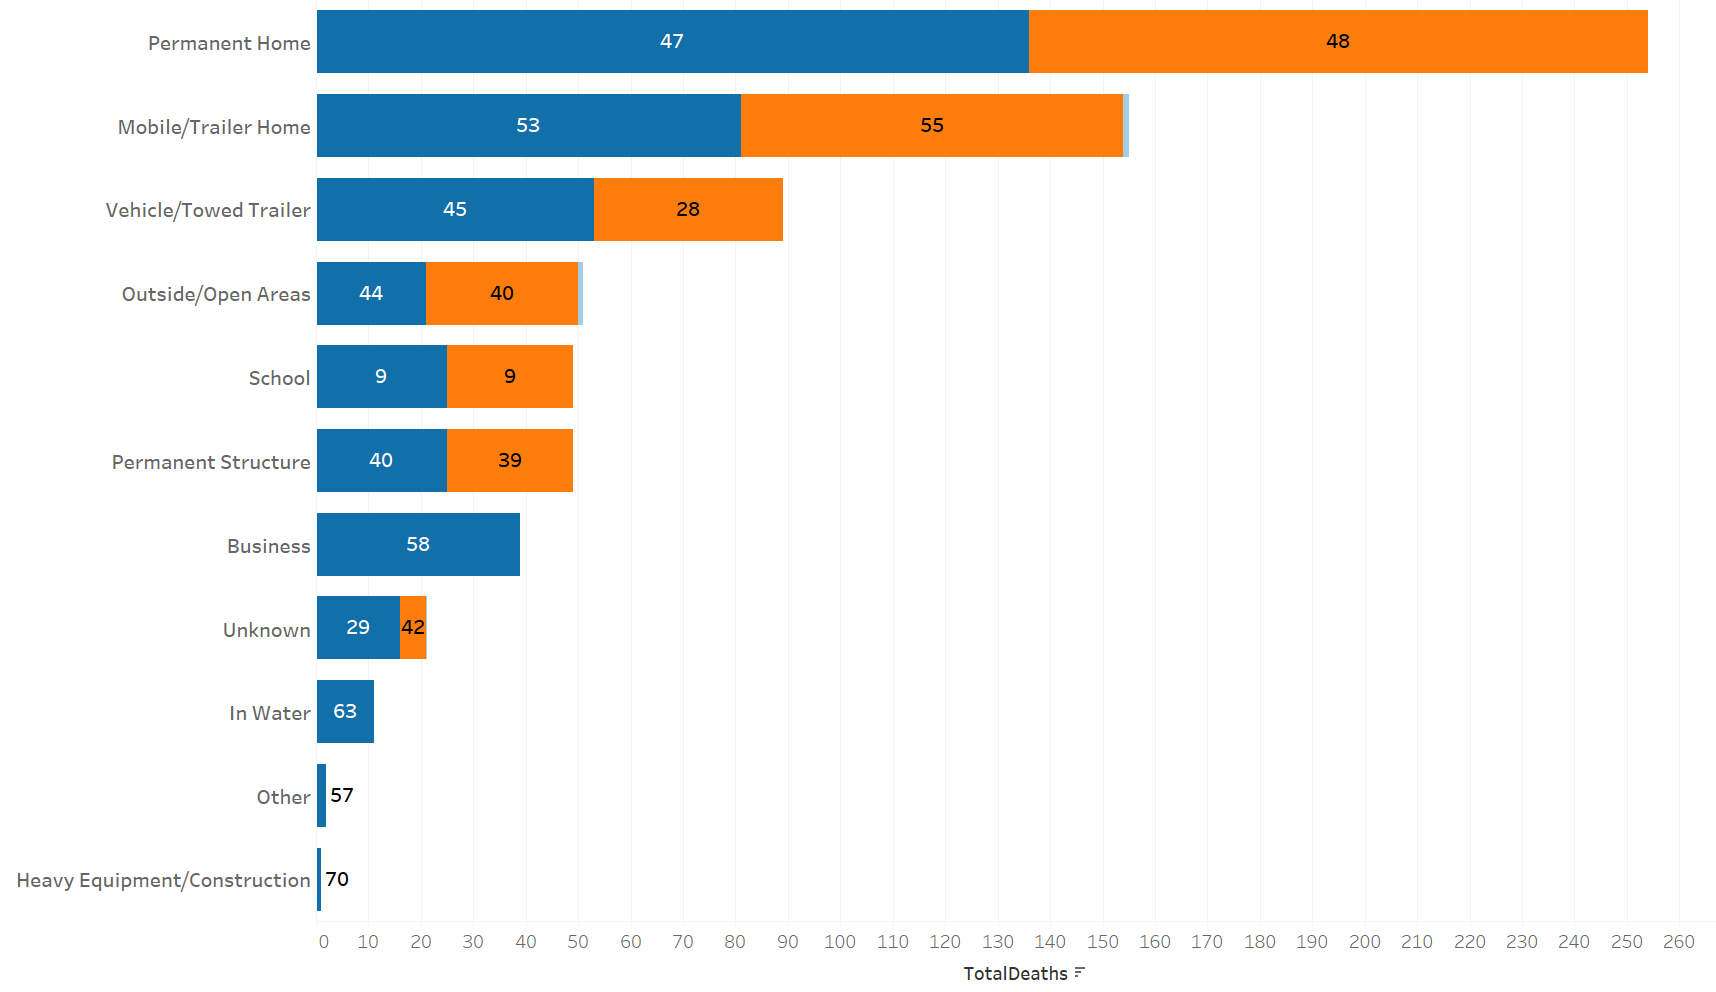 Permanent Home 47 48
Mobile/Trailer Home 53 55
Vehicle/Towed Trailer 45 28
Outside/Open Areas 44 40
School 9 9
Permanent Structure 40 39
Business 58
Unknown 29 42
In Water 63
Other 57
Heavy Equipment/Construction 70
0 10 20 30 40 50 60 70 80 90 100 110 120 130 140 150 160 170 180 190 200 210 220 230 240 250 260
TotalDeaths